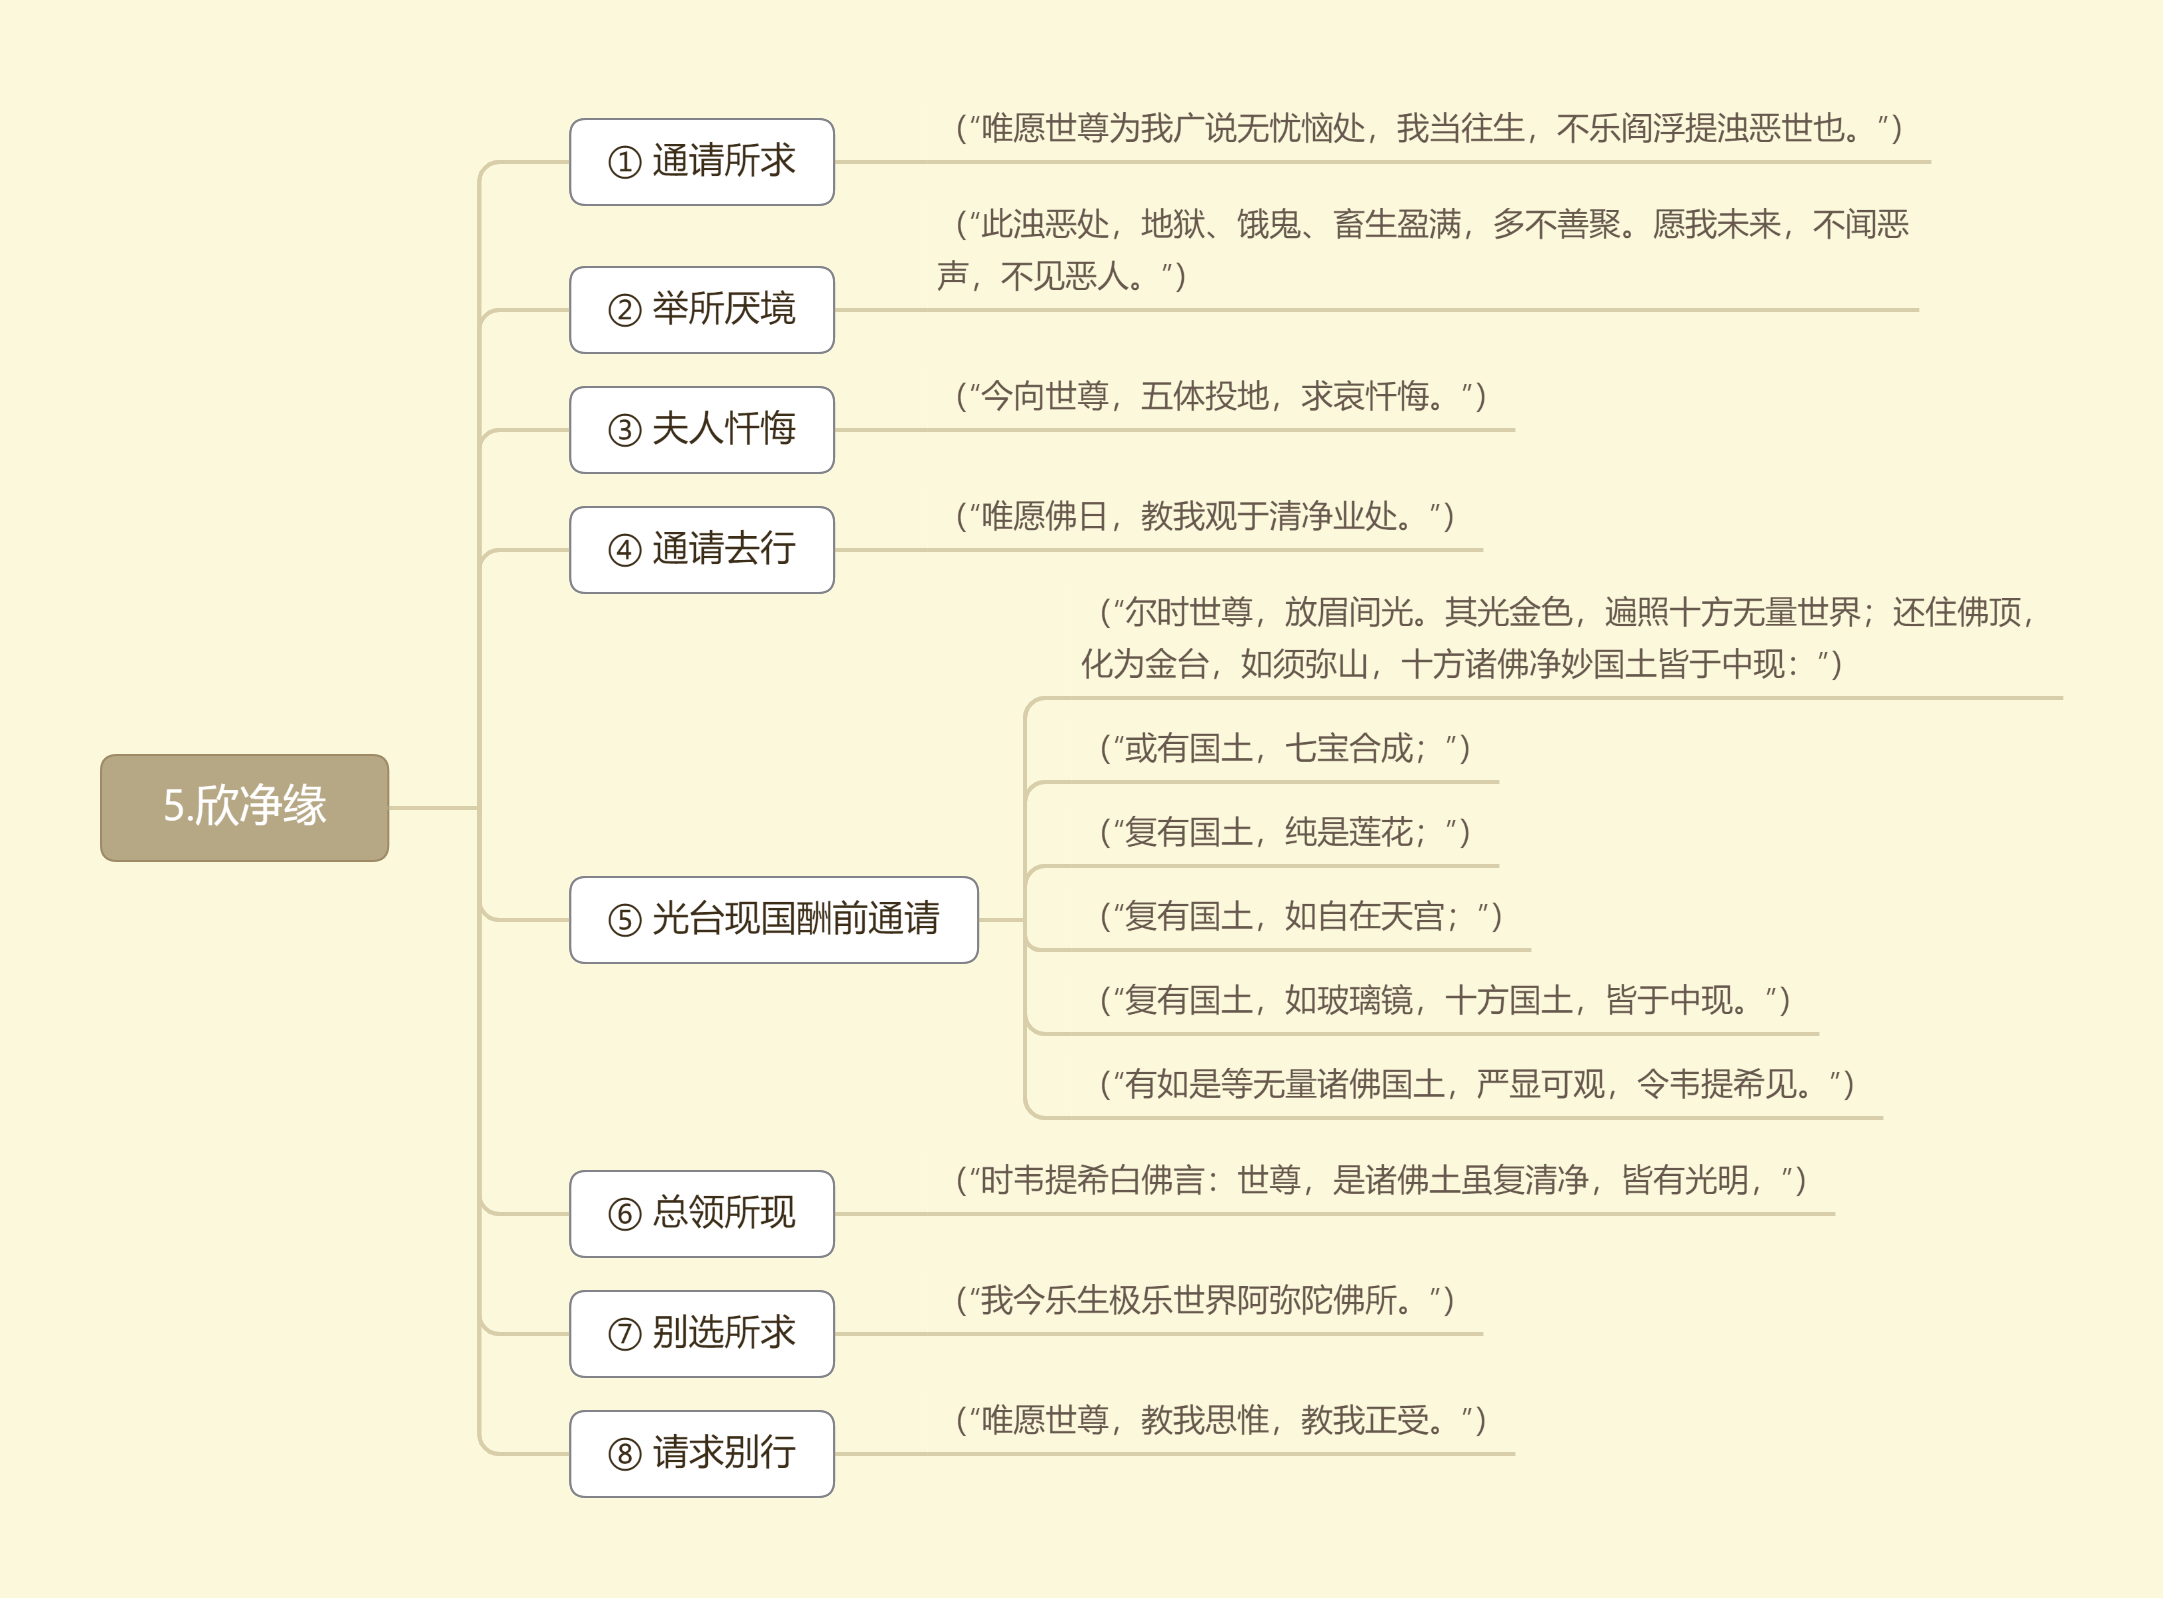 5.欣净缘
① 通请所求
（“唯愿世尊为我广说无忧恼处，我当往生，不乐阎浮提浊恶世也。”）
② 举所厌境
（“此浊恶处，地狱、饿鬼、畜生盈满，多不善聚。愿我未来，不闻恶
声，不见恶人。”）
③ 夫人忏悔
（“今向世尊，五体投地，求哀忏悔。”）
④ 通请去行
（“唯愿佛日，教我观于清净业处。”）
⑤ 光台现国酬前通请
（“尔时世尊，放眉间光。其光金色，遍照十方无量世界；还住佛顶，
化为金台，如须弥山，十方诸佛净妙国土皆于中现：”）
（“或有国土，七宝合成；”）
（“复有国土，纯是莲花；”）
（“复有国土，如自在天宫；”）
（“复有国土，如玻璃镜，十方国土，皆于中现。”）
（“有如是等无量诸佛国土，严显可观，令韦提希见。”）
⑥ 总领所现
（“时韦提希白佛言：世尊，是诸佛土虽复清净，皆有光明，”）
⑦ 别选所求
（“我今乐生极乐世界阿弥陀佛所。”）
⑧ 请求别行
（“唯愿世尊，教我思惟，教我正受。”）